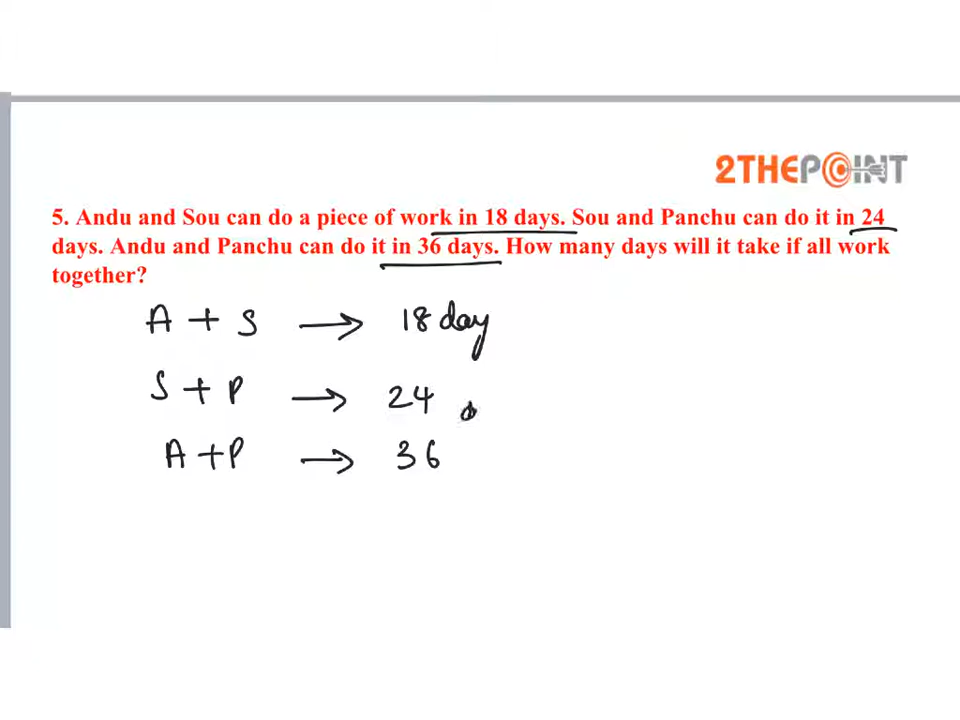 2THEPOINT
5. Andu and Sou can do a piece of work in 18 days. Sou and Panchu can do it in 24
days. Andu and Panchu can do it in 36 days. How many days will it take if all work
together?
A + S → 18 day
S + P → 24
A + P → 36